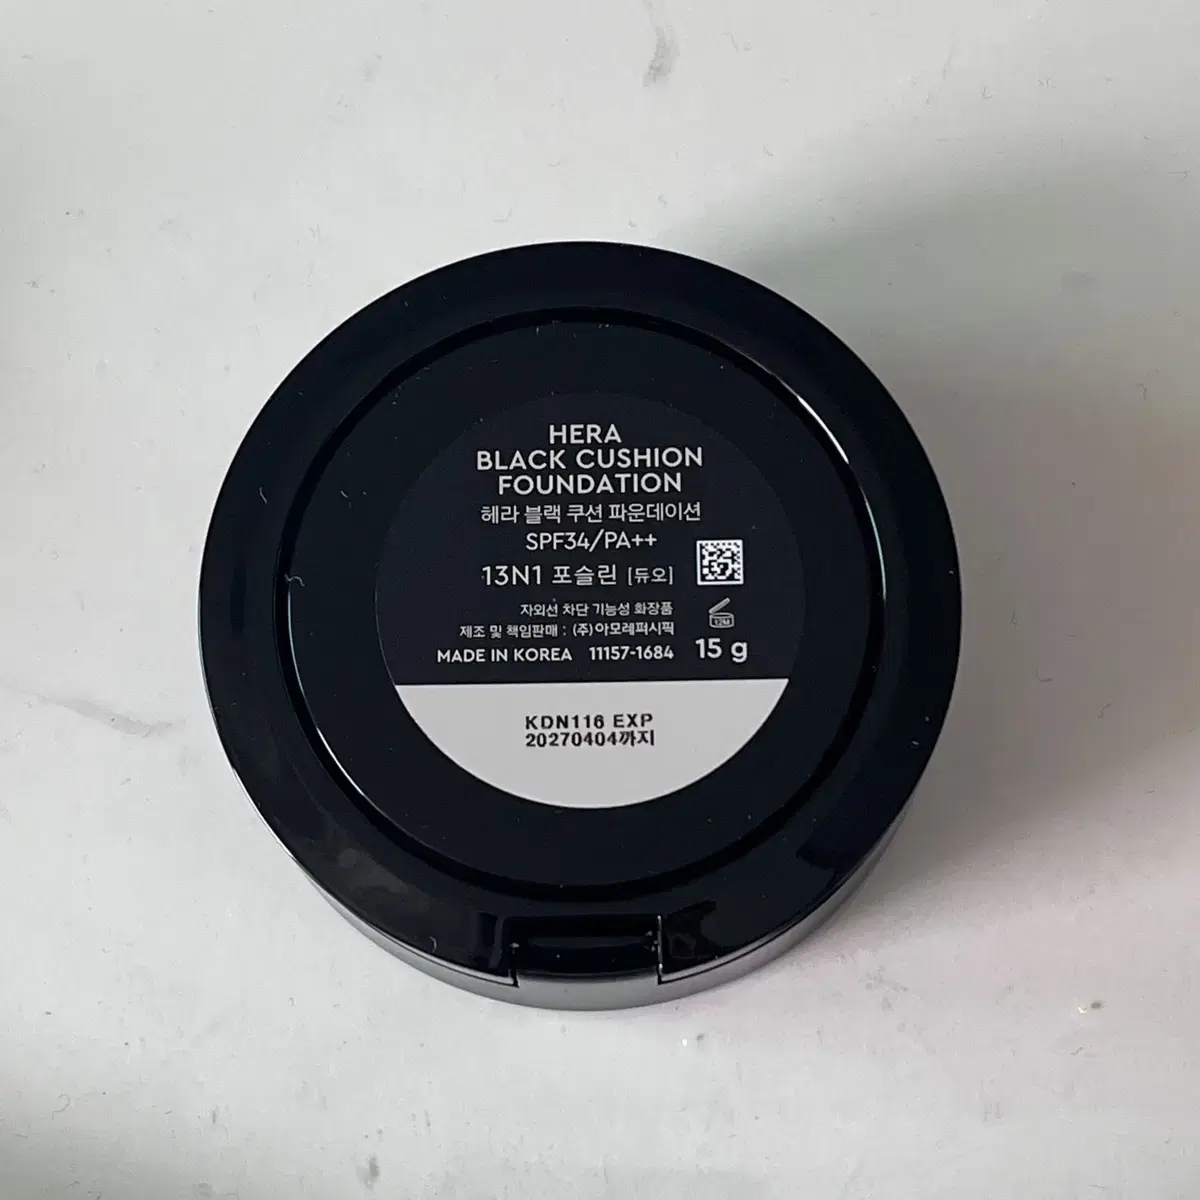 HERA
BLACK CUSHION
FOUNDATION
헤라 블랙 쿠션 파운데이션
SPF34/PA++
13N1 포슬린 [듀오]
자외선 차단 기능성 화장품
제조 및 책임판매 : (주)아모레퍼시픽
12M
MADE IN KOREA 11157-1684 15 g
KDN116 EXP
20270404까지